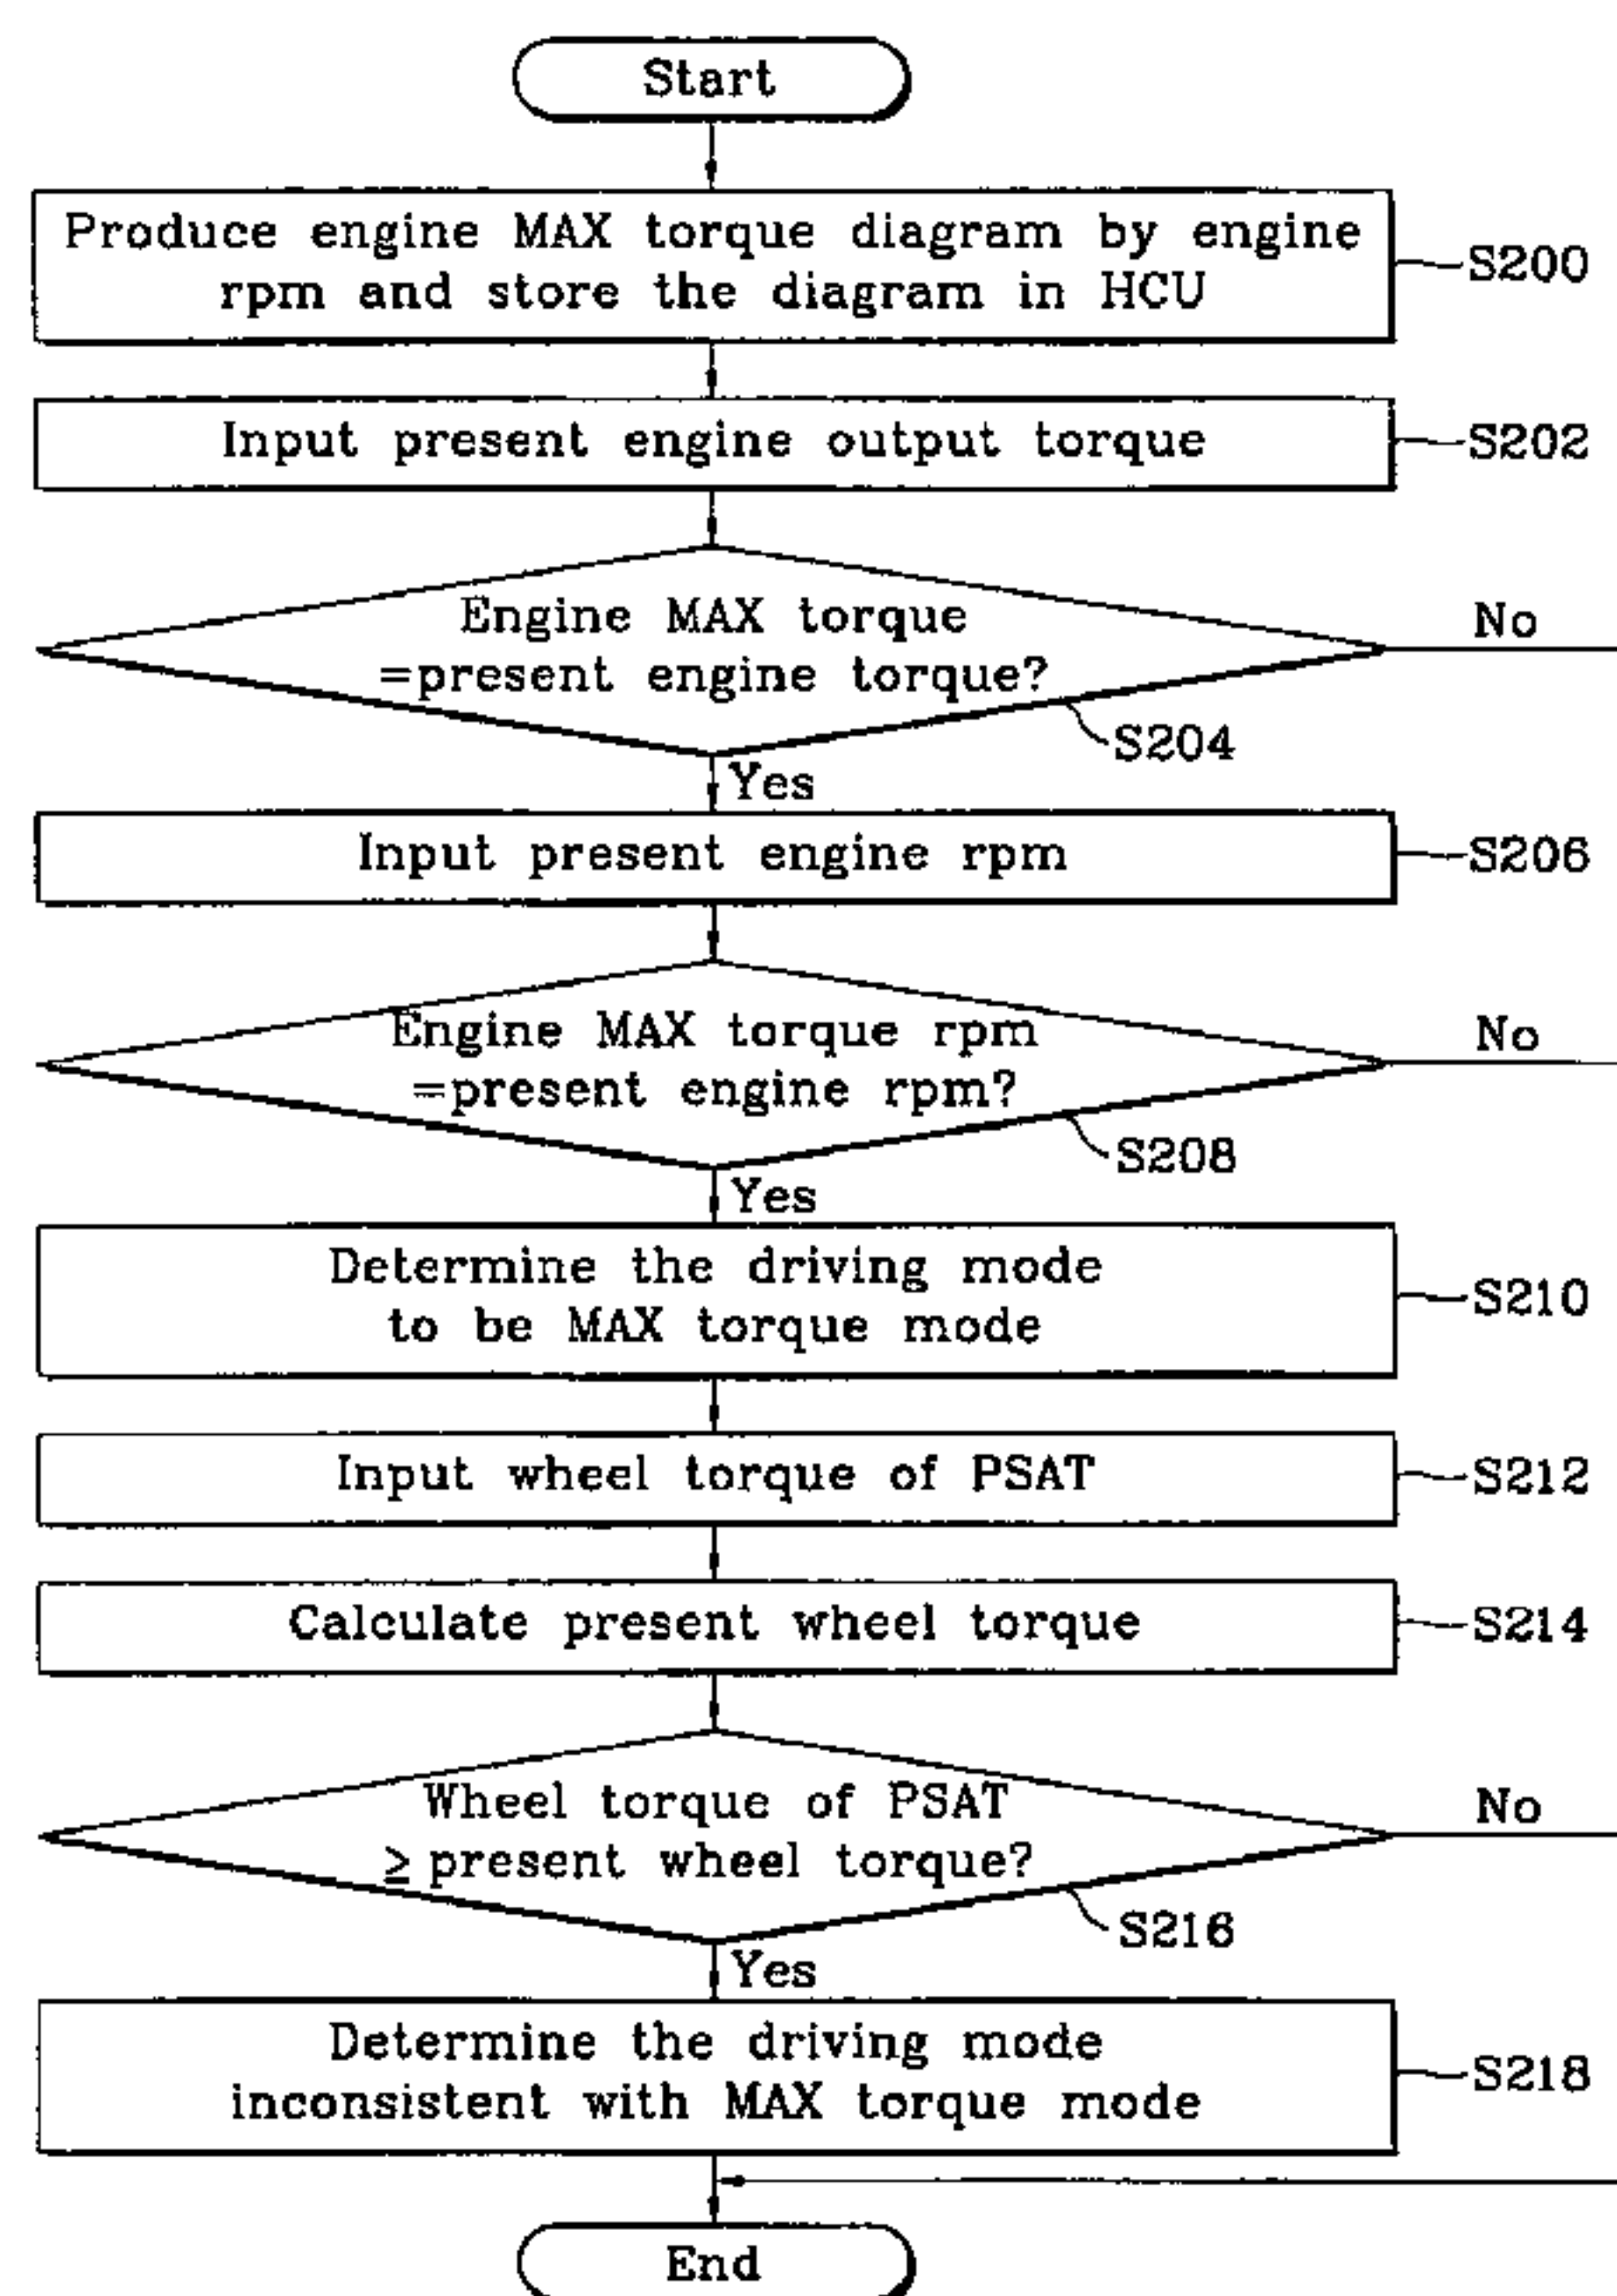 Start
Produce engine MAX torque diagram by engine
rpm and store the diagram in HCU
S200
Input present engine output torque
S202
Engine MAX torque
=present engine torque?
No
S204
Yes
Input present engine rpm
S206
Engine MAX torque rpm
=present engine rpm?
No
S208
Yes
Determine the driving mode
to be MAX torque mode
S210
Input wheel torque of PSAT
S212
Calculate present wheel torque
S214
Wheel torque of PSAT
≥ present wheel torque?
No
S216
Yes
Determine the driving mode
inconsistent with MAX torque mode
S218
End